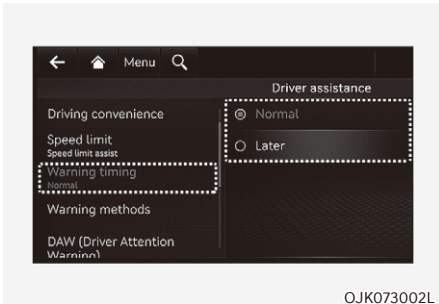 Menu
Driver assistance
Driving convenience
Normal
Speed limit
Speed limit assist
Later
Warning timing
Normal
Warning methods
DAW (Driver Attention
Warning)
OJK073002L